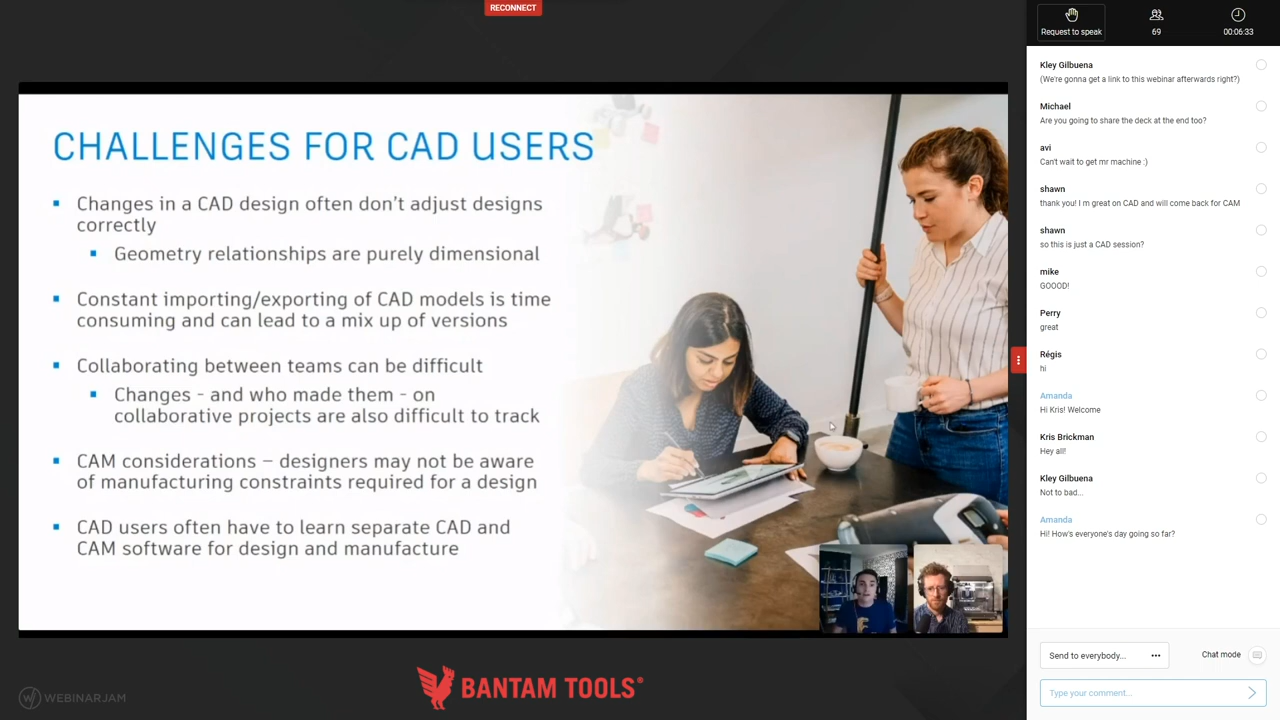 RECONNECT
Request to speak
69
00:06:33
CHALLENGES FOR CAD USERS
Changes in a CAD design often don't adjust designs
correctly
Geometry relationships are purely dimensional
Constant importing/exporting of CAD models is time
consuming and can lead to a mix up of versions
Collaborating between teams can be difficult
Changes - and who made them - on
collaborative projects are also difficult to track
CAM considerations – designers may not be aware
of manufacturing constraints required for a design
CAD users often have to learn separate CAD and
CAM software for design and manufacture
WEBINARJAM
BANTAM TOOLS®
Kley Gilbuena
(We're gonna get a link to this webinar afterwards right?)
Michael
Are you going to share the deck at the end too?
avi
Can't wait to get mr machine :)
shawn
thank you! I m great on CAD and will come back for CAM
shawn
so this is just a CAD session?
mike
GOOOD!
Perry
great
Régis
hi
Amanda
Hi Kris! Welcome
Kris Brickman
Hey all!
Kley Gilbuena
Not to bad...
Amanda
Hi! How's everyone's day going so far?
Send to everybody...
Chat mode
Type your comment...